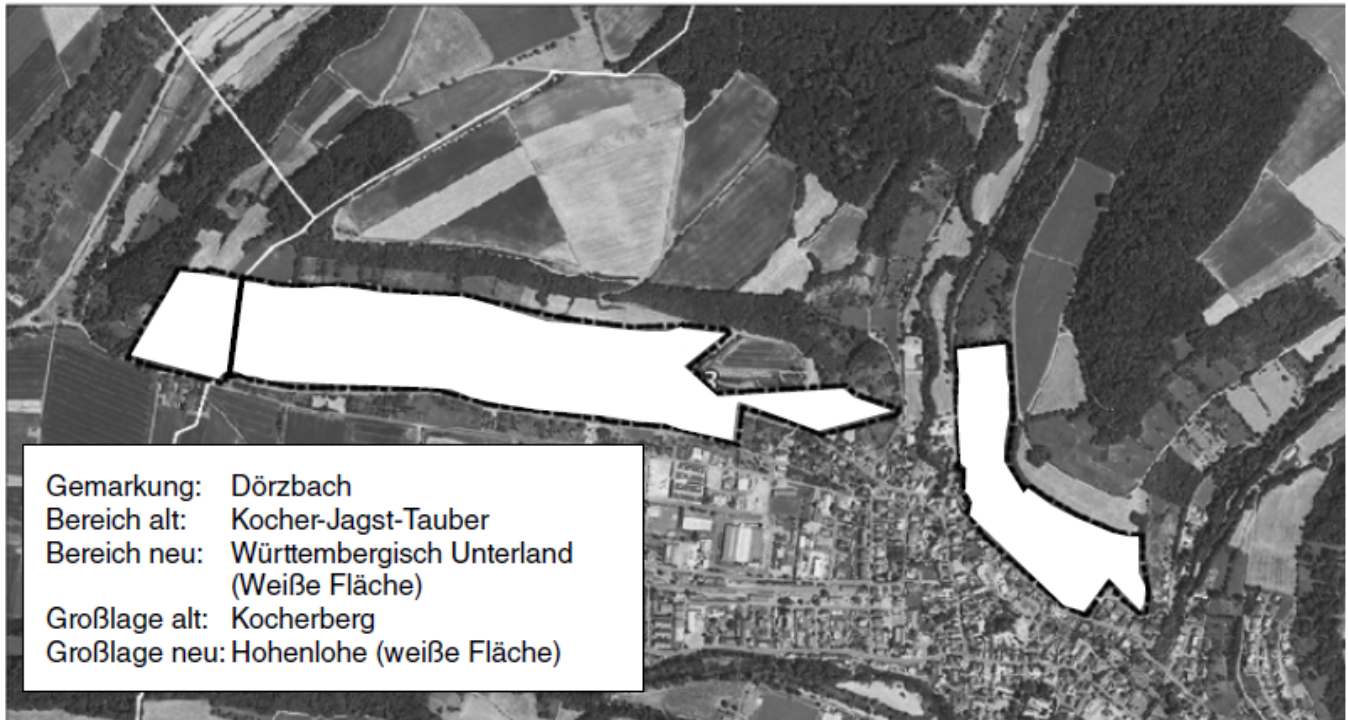 Gemarkung: Dörzbach
Bereich alt: Kocher-Jagst-Tauber
Bereich neu: Württembergisch Unterland
(Weiße Fläche)
Großlage alt: Kocherberg
Großlage neu: Hohenlohe (weiße Fläche)